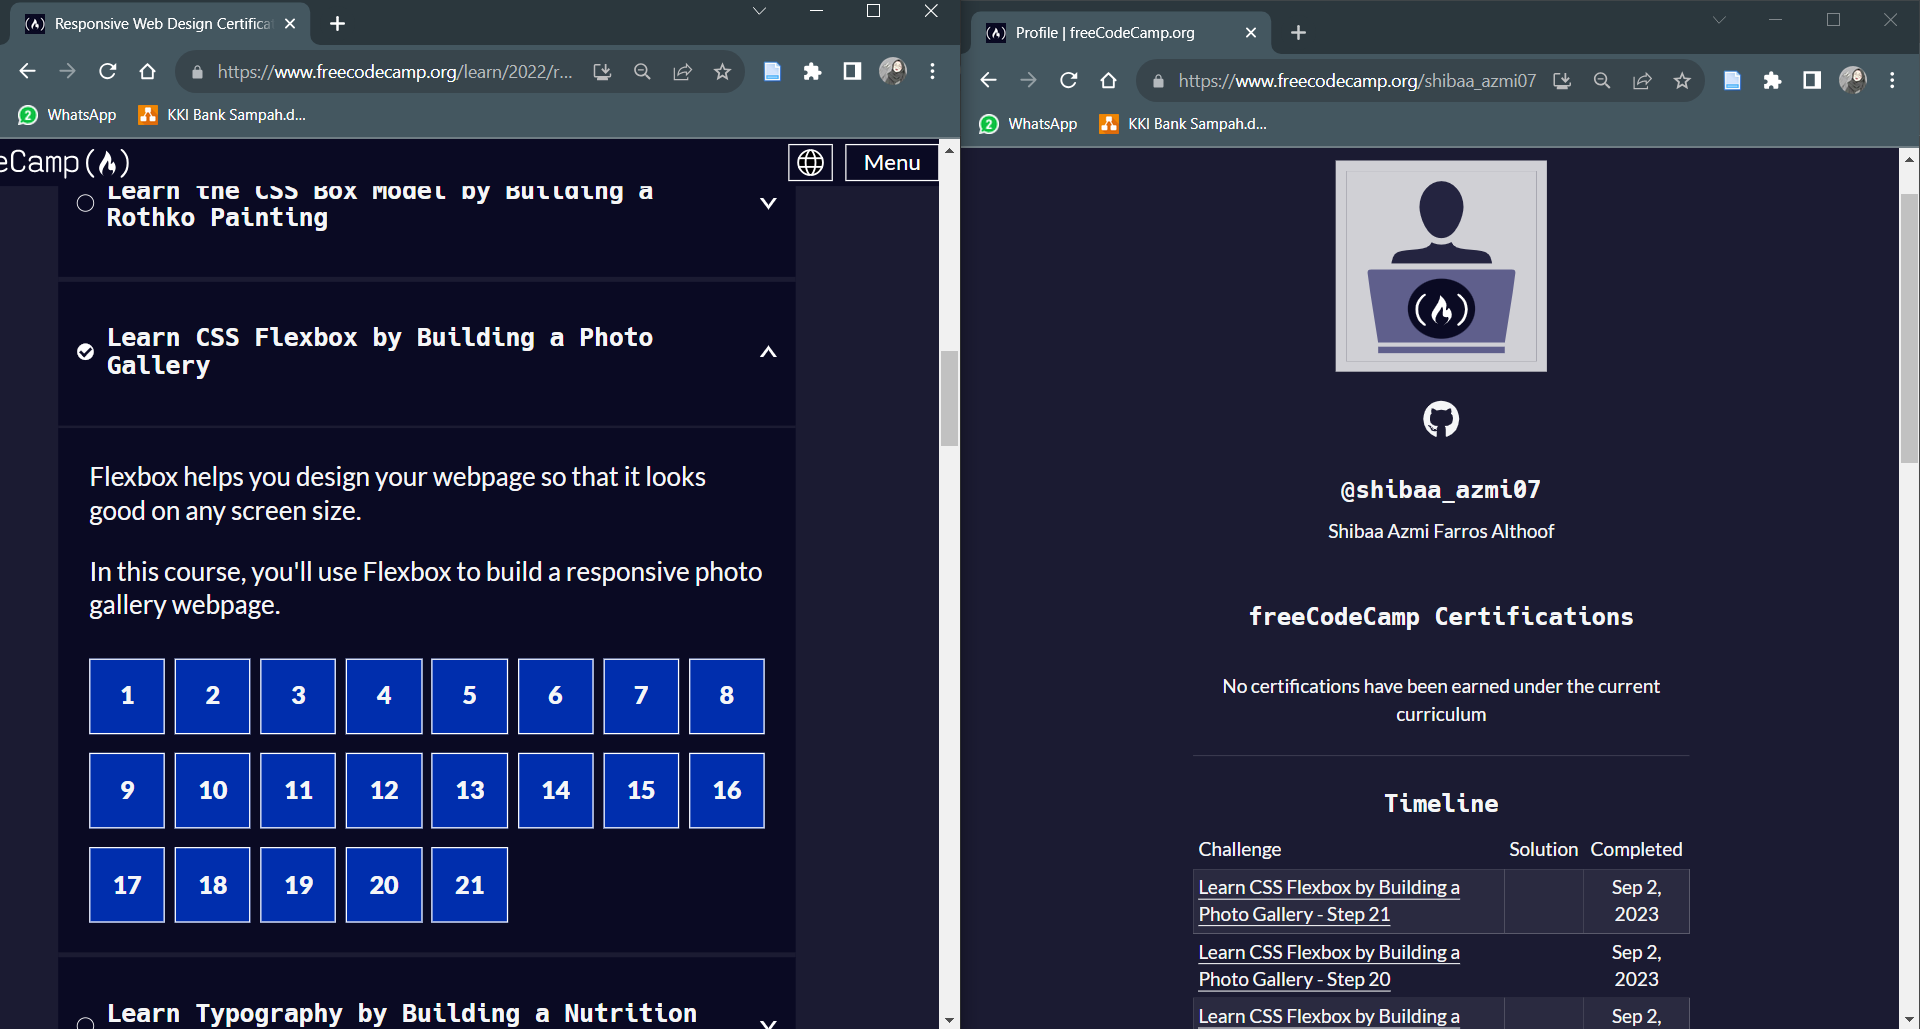 Responsive Web Design Certifica
https://www.freecodecamp.org/learn/2022/r...
2 WhatsApp
KKI Bank Sampah.d...
eCamp
Menu
Learn the CSS Box Model by Building a
Rothko Painting
Learn CSS Flexbox by Building a Photo
Gallery
Flexbox helps you design your webpage so that it looks
good on any screen size.
In this course, you'll use Flexbox to build a responsive photo
gallery webpage.
1 2 3 4 5 6 7 8
9 10 11 12 13 14 15 16
17 18 19 20 21
Learn Typography by Building a Nutrition
Profile | freeCodeCamp.org
https://www.freecodecamp.org/shibaa_azmi07
2 WhatsApp
KKI Bank Sampah.d...
@shibaa_azmi07
Shibaa Azmi Farros Althoof
freeCodeCamp Certifications
No certifications have been earned under the current
curriculum
Timeline
Challenge Solution Completed
Learn CSS Flexbox by Building a
Photo Gallery - Step 21
Sep 2,
2023
Learn CSS Flexbox by Building a
Photo Gallery - Step 20
Sep 2,
2023
Learn CSS Flexbox by Building a
Sep 2,